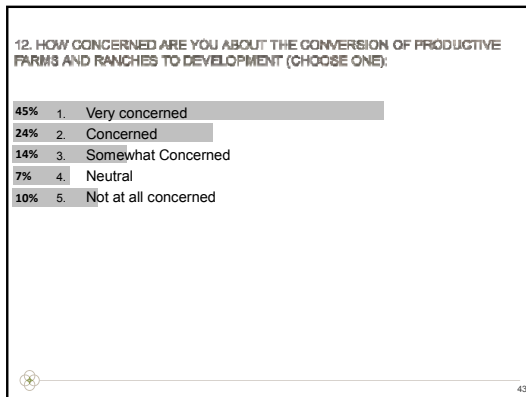 12. HOW CONCERNED ARE YOU ABOUT THE CONVERSION OF PRODUCTIVE
FARMS AND RANCHES TO DEVELOPMENT (CHOOSE ONE):
45% 1. Very concerned
24% 2. Concerned
14% 3. Somewhat Concerned
7% 4. Neutral
10% 5. Not at all concerned
43